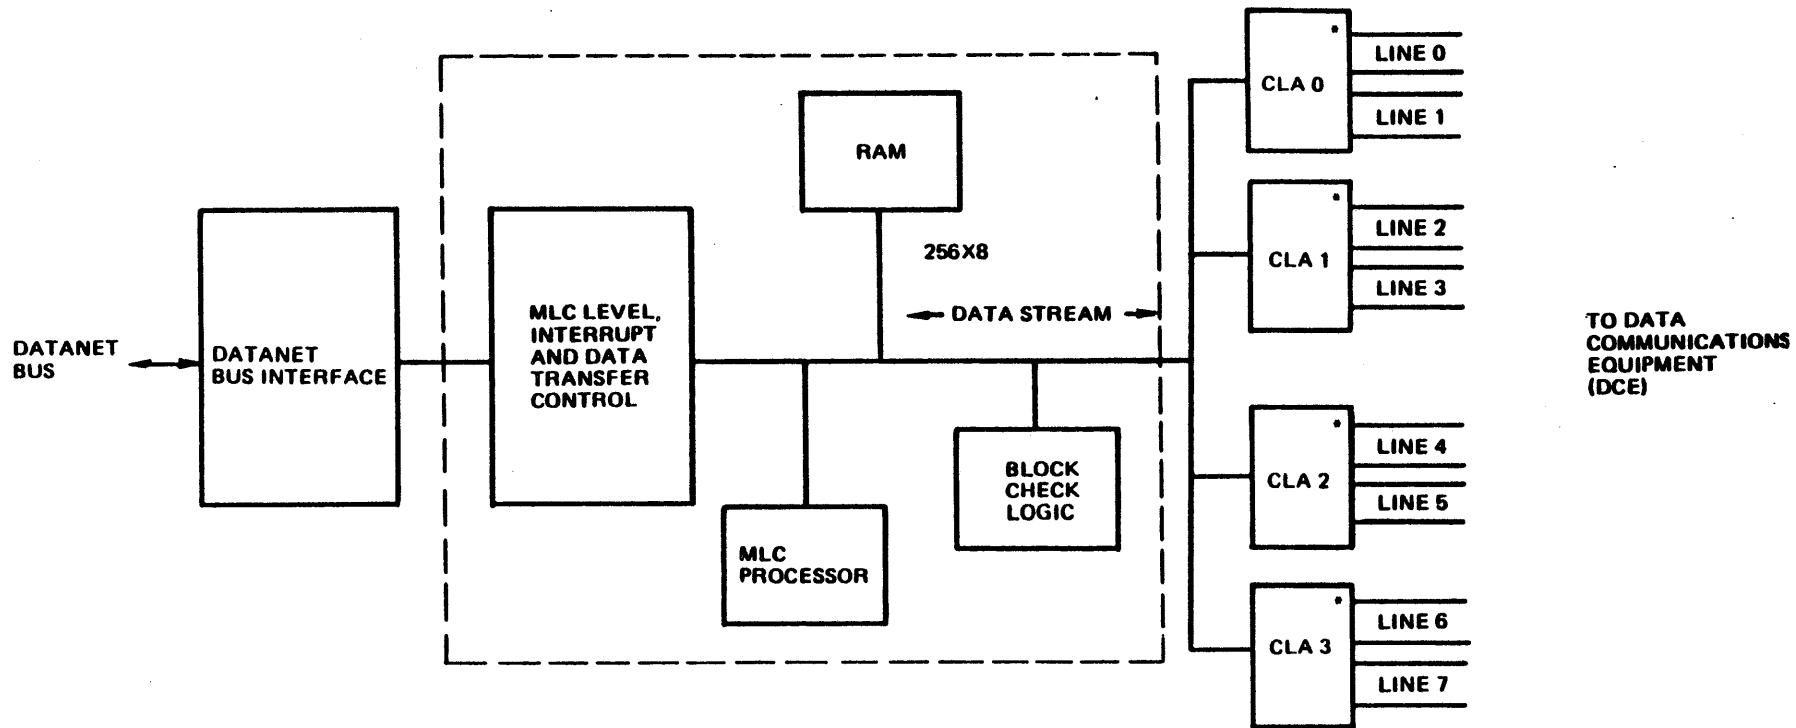 DATANET
BUS
DATANET
BUS INTERFACE
MLC LEVEL,
INTERRUPT
AND DATA
TRANSFER
CONTROL
RAM
256X8
DATA STREAM
MLC
PROCESSOR
BLOCK
CHECK
LOGIC
*
CLA 0
LINE 0
LINE 1
*
CLA 1
LINE 2
LINE 3
*
CLA 2
LINE 4
LINE 5
*
CLA 3
LINE 6
LINE 7
TO DATA
COMMUNICATIONS
EQUIPMENT
(DCE)